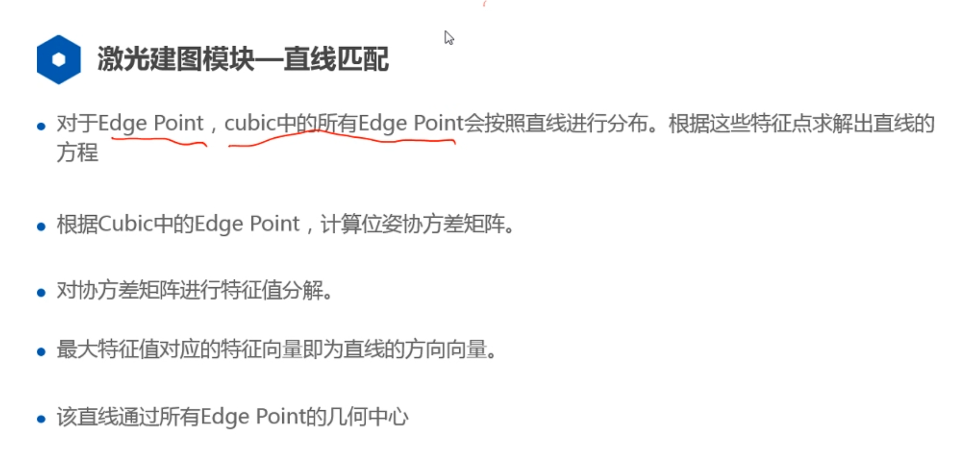 激光建图模块—直线匹配
对于Edge Point，cubic中的所有Edge Point会按照直线进行分布。根据这些特征点求解出直线的
方程
根据Cubic中的Edge Point，计算位姿协方差矩阵。
对协方差矩阵进行特征值分解。
最大特征值对应的特征向量即为直线的方向向量。
该直线通过所有Edge Point的几何中心